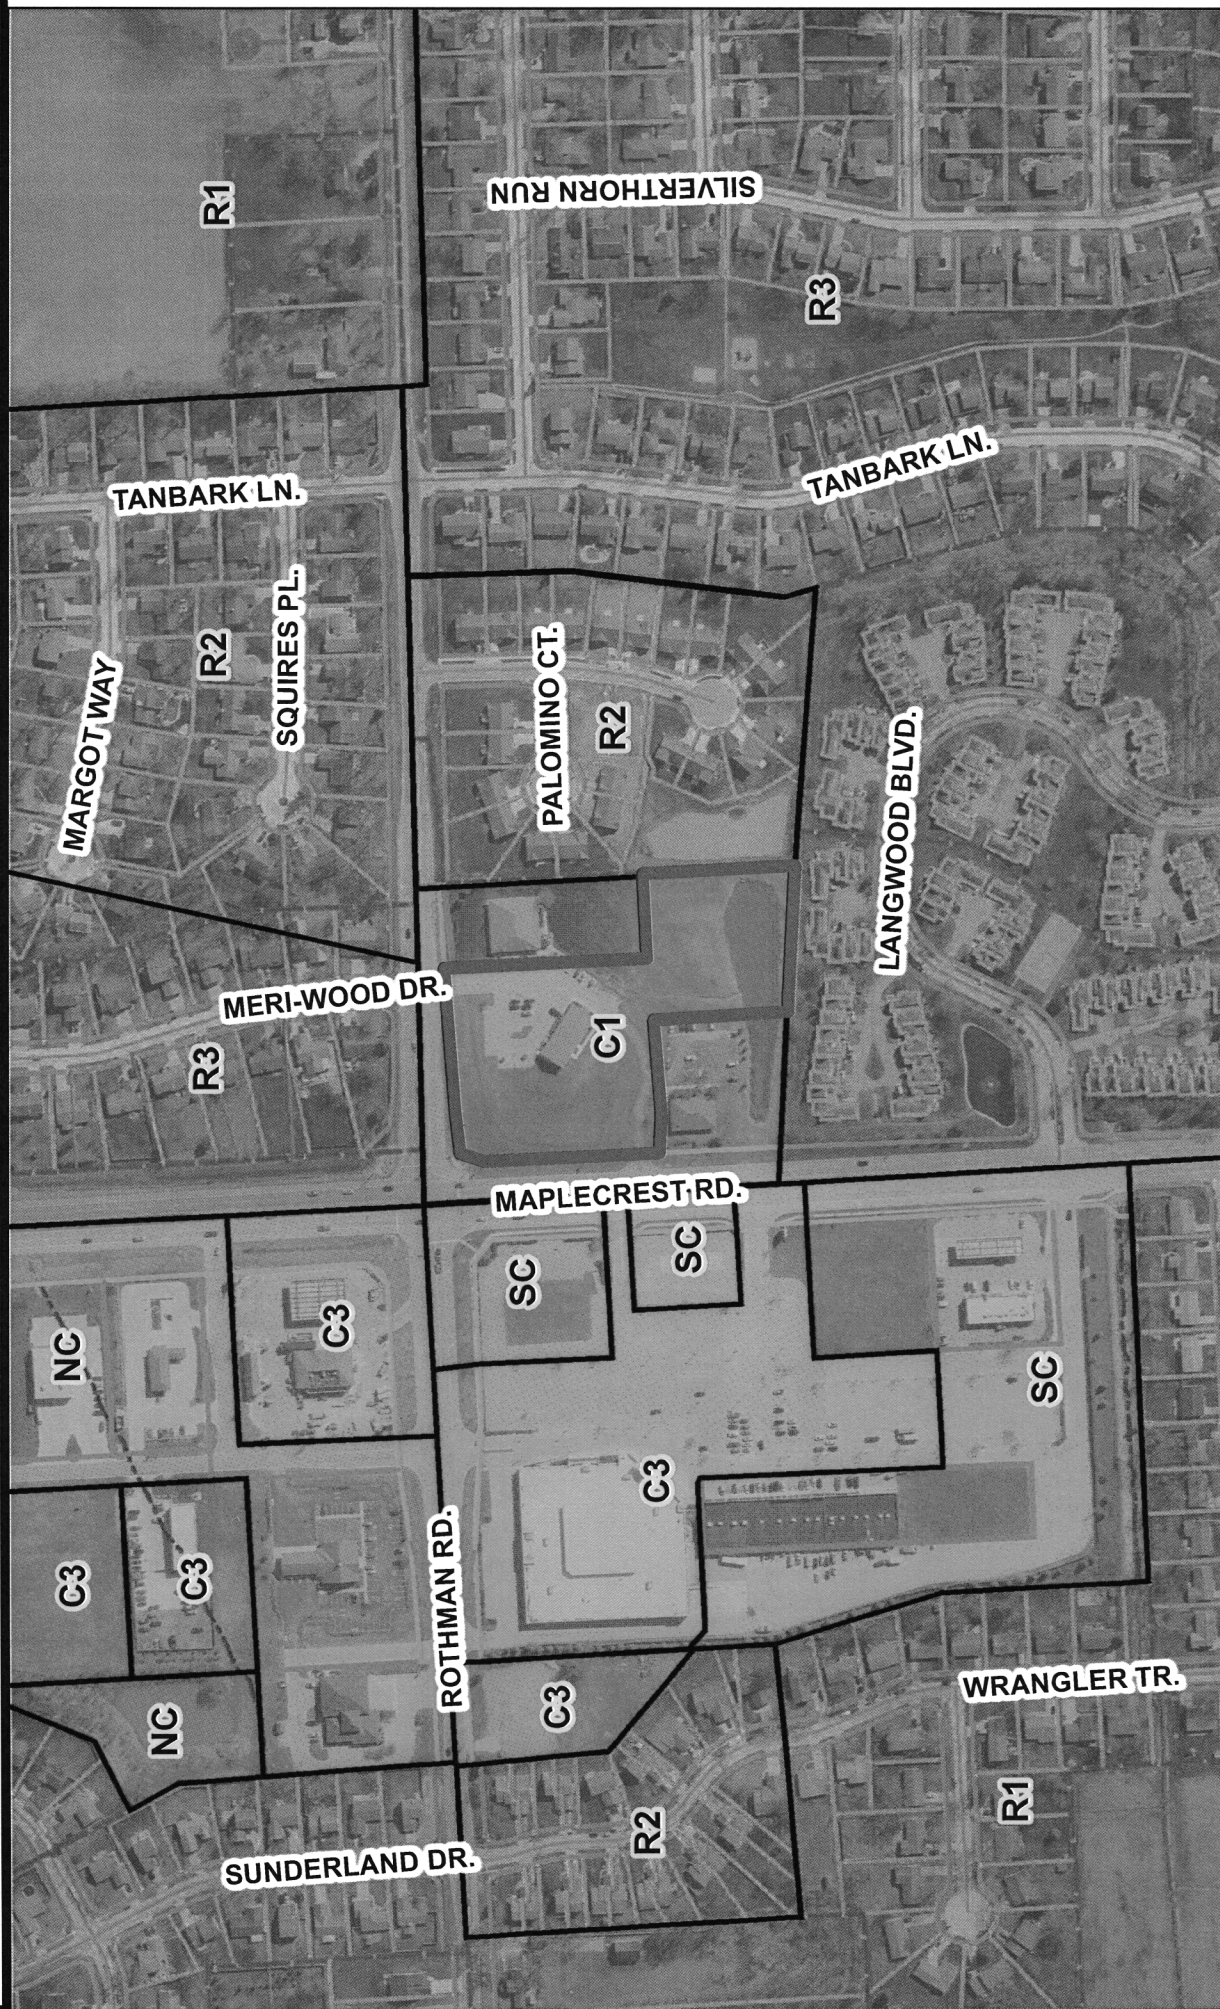 R1
SILVERTHORN RUN
R3
TANBARK LN.
TANBARK LN.
SQUIRES PL.
R2
MARGOT WAY
PALOMINO CT.
R2
LANGWOOD BLVD.
MERI-WOOD DR.
R3
C1
MAPLECREST RD.
SC
SC
NC
C3
SC
C3
C3
C3
ROTHMAN RD.
C3
NC
WRANGLER TR.
R1
R2
SUNDERLAND DR.